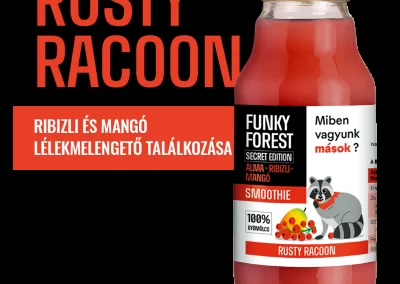 RUSTY
RACOON
RIBIZLI ÉS MANGÓ
LÉLEKMELENGETŐ TALÁLKOZÁSA
FUNKY
FOREST
SECRET EDITION
ALMA-RIBIZLI-
MANGÓ
SMOOTHIE
100%
GYÜMÖLCS
Miben
vagyunk
mások?
RUSTY RACOON